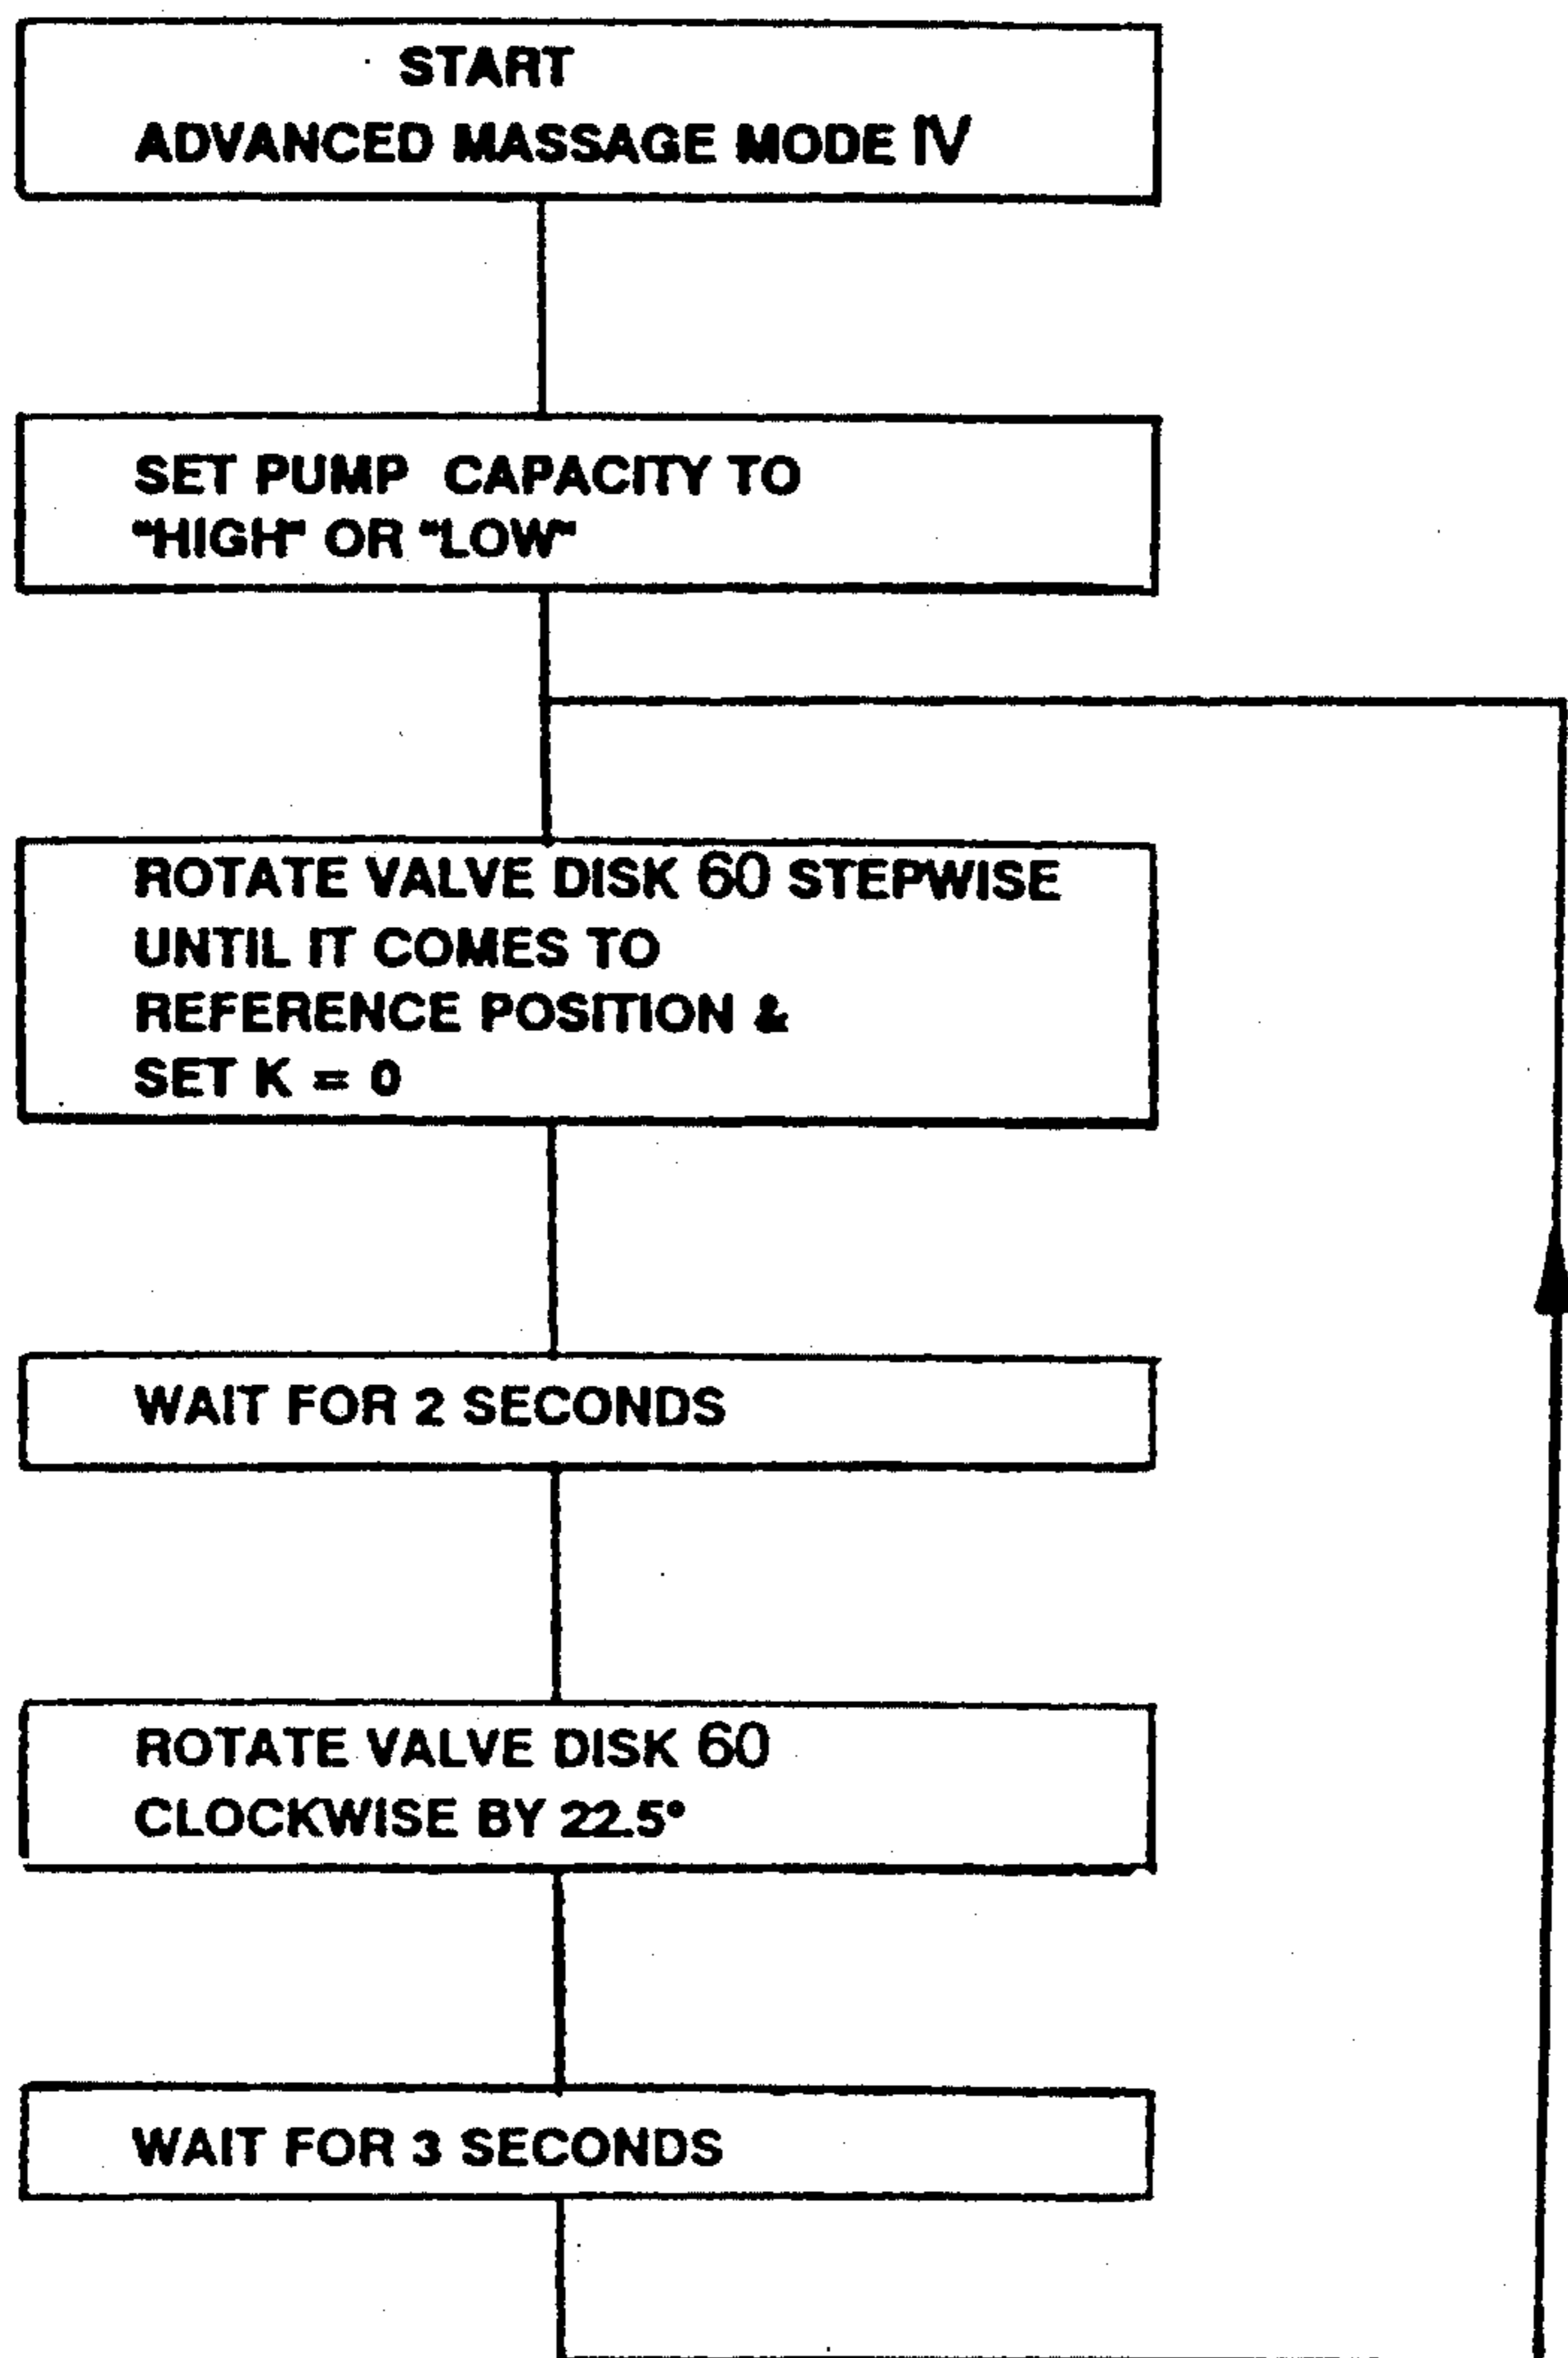 START
ADVANCED MASSAGE MODE IV
SET PUMP CAPACITY TO
"HIGH" OR "LOW"
ROTATE VALVE DISK 60 STEPWISE
UNTIL IT COMES TO
REFERENCE POSITION &
SET K = 0
WAIT FOR 2 SECONDS
ROTATE VALVE DISK 60
CLOCKWISE BY 22.5°
WAIT FOR 3 SECONDS